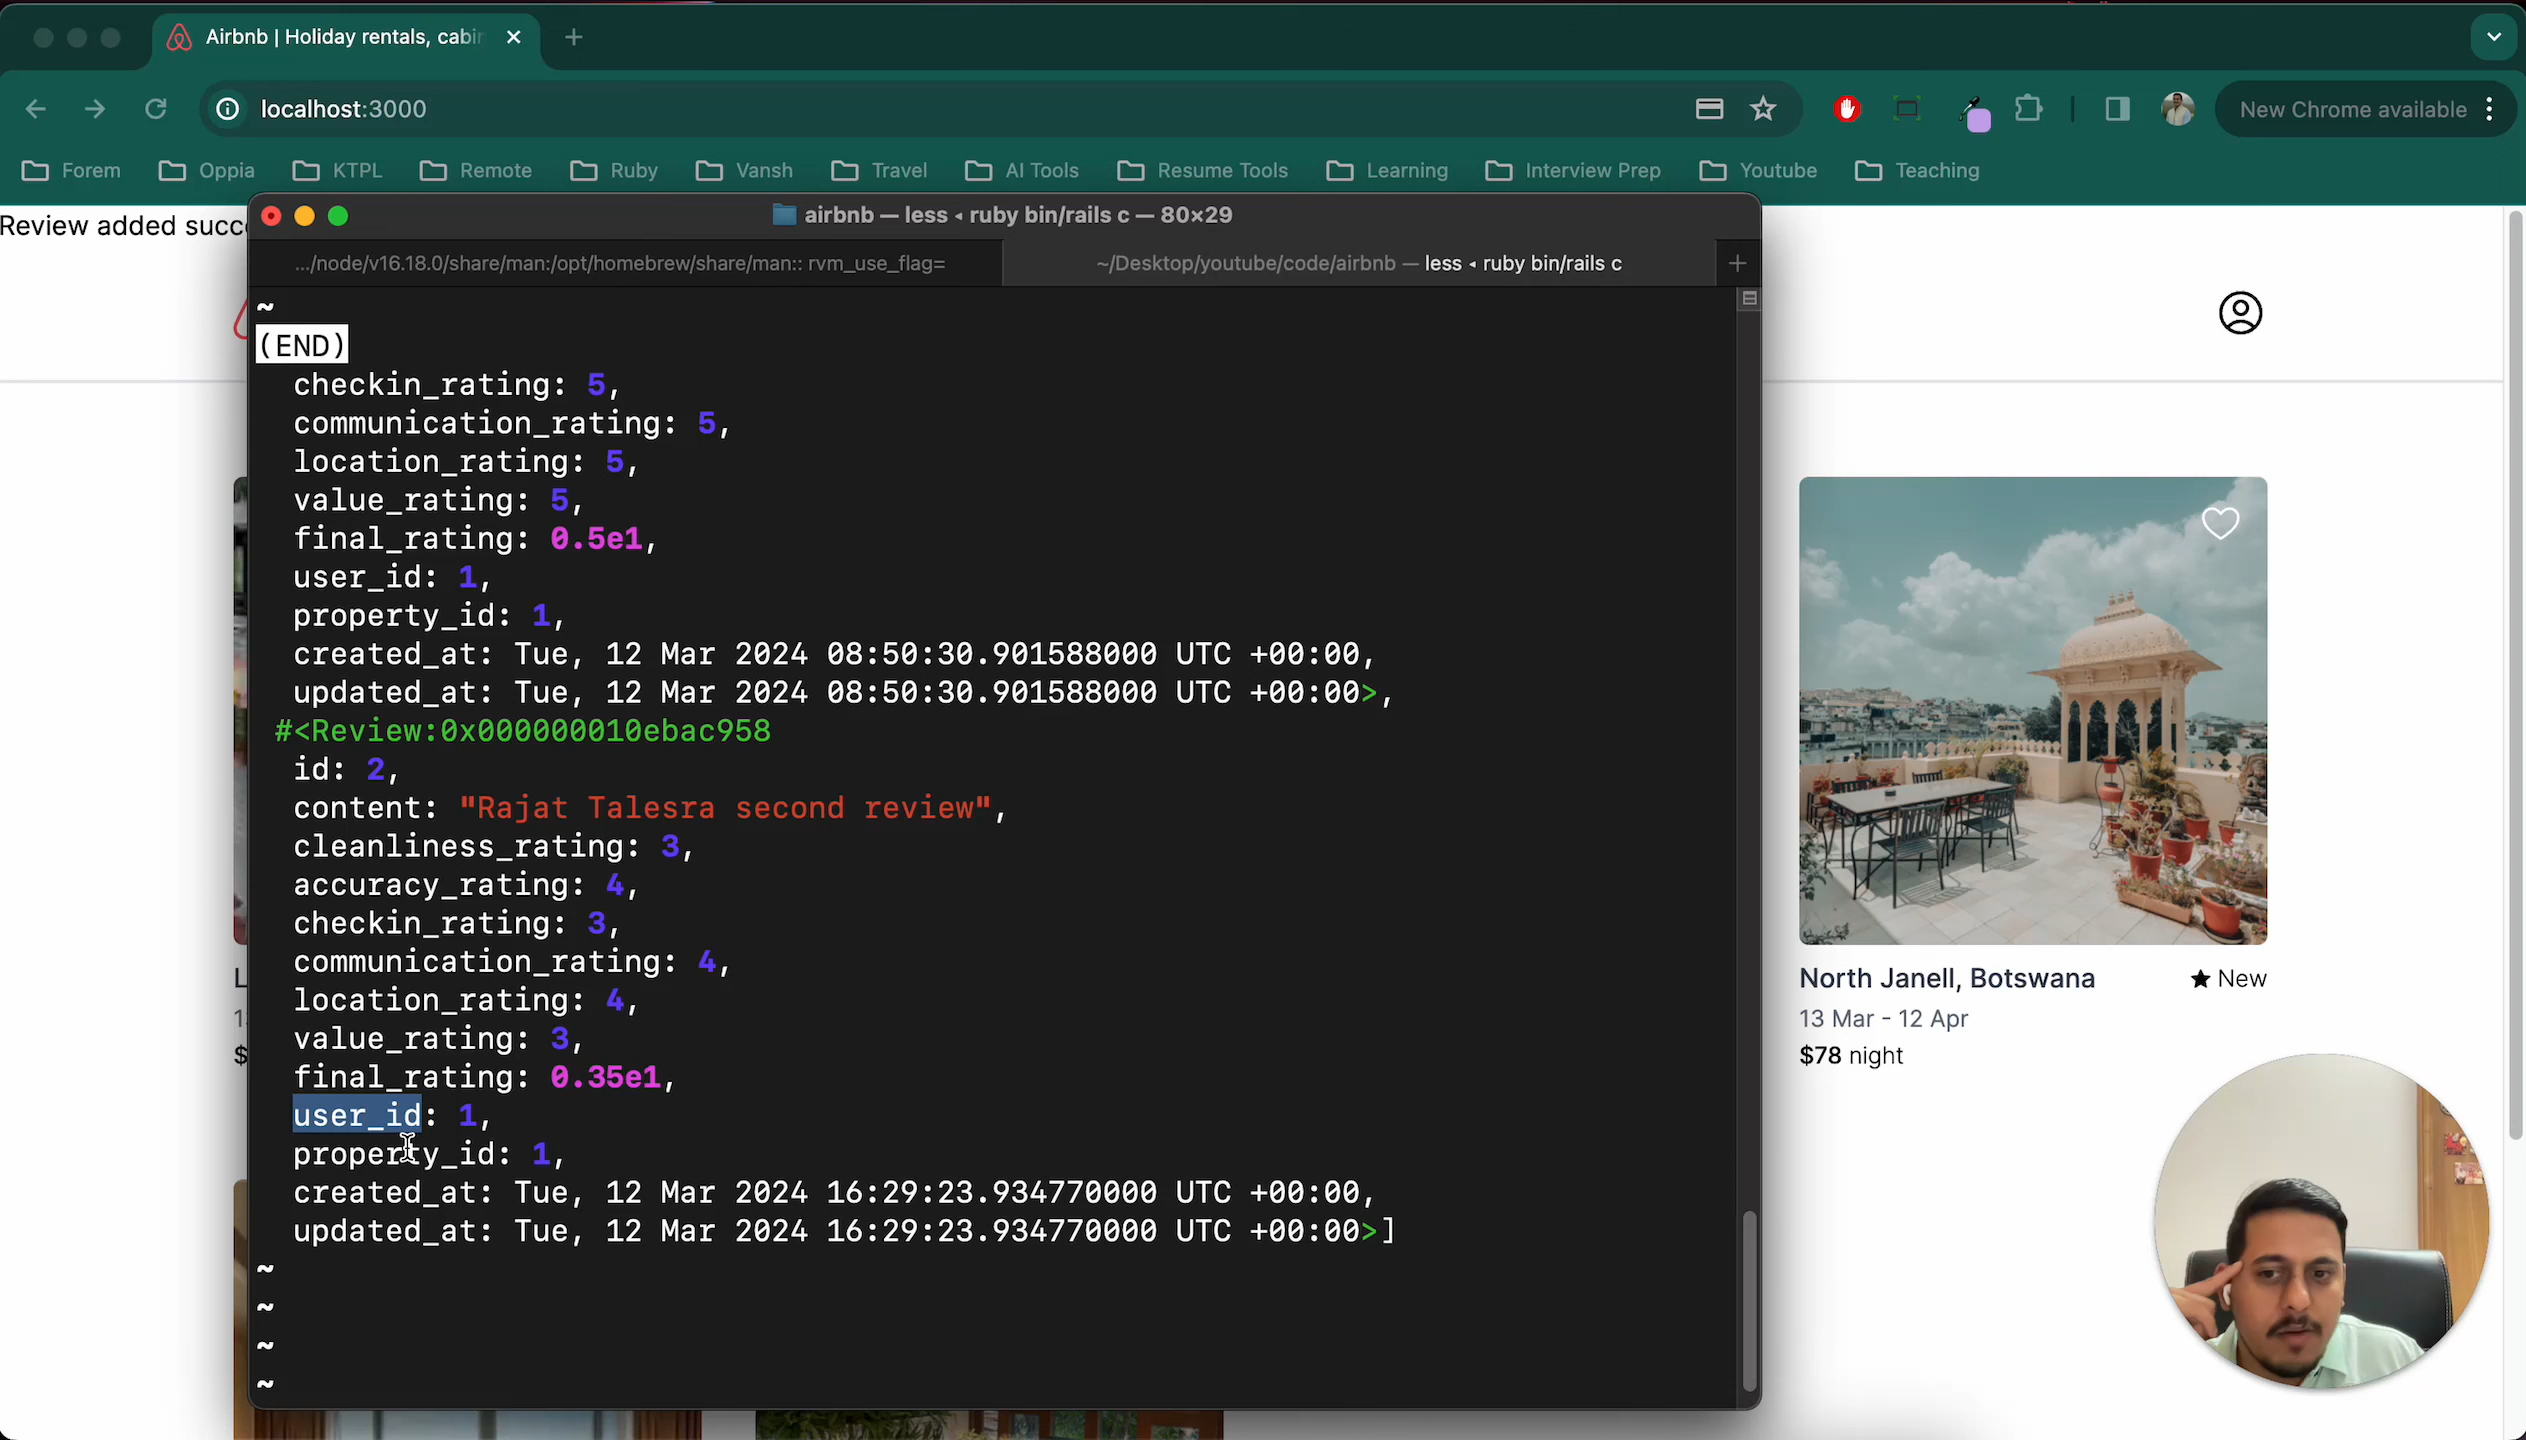 Airbnb | Holiday rentals, cabin
localhost:3000
New Chrome available
Forem
Oppia
KTPL
Remote
Ruby
Vansh
Travel
AI Tools
Resume Tools
Learning
Interview Prep
Youtube
Teaching
Review added succ
airbnb — less ◂ ruby bin/rails c — 80×29
.../node/v16.18.0/share/man:/opt/homebrew/share/man:: rvm_use_flag=
~/Desktop/youtube/code/airbnb — less ◂ ruby bin/rails c
~
(END)
checkin_rating: 5,
communication_rating: 5,
location_rating: 5,
value_rating: 5,
final_rating: 0.5e1,
user_id: 1,
property_id: 1,
created_at: Tue, 12 Mar 2024 08:50:30.901588000 UTC +00:00,
updated_at: Tue, 12 Mar 2024 08:50:30.901588000 UTC +00:00>,
#<Review:0x000000010ebac958
id: 2,
content: "Rajat Talesra second review",
cleanliness_rating: 3,
accuracy_rating: 4,
checkin_rating: 3,
communication_rating: 4,
location_rating: 4,
value_rating: 3,
final_rating: 0.35e1,
user_id: 1,
property_id: 1,
created_at: Tue, 12 Mar 2024 16:29:23.934770000 UTC +00:00,
updated_at: Tue, 12 Mar 2024 16:29:23.934770000 UTC +00:00>]
~
~
~
~
L
1
$
North Janell, Botswana
★ New
13 Mar - 12 Apr
$78 night